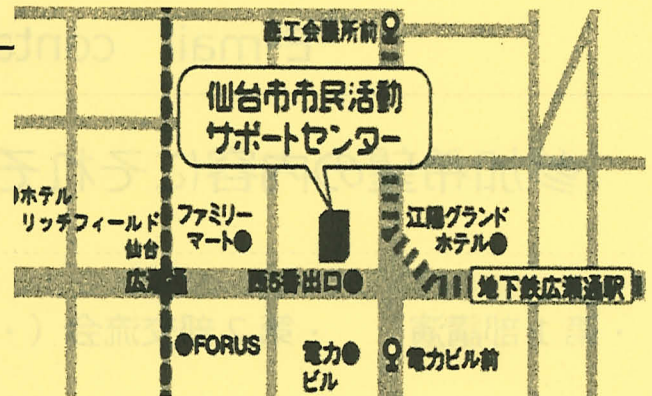 商工会議所前
仙台市市民活動
サポートセンター
ホテル
リッチフィールド
仙台
ファミリー
マート
江陽グランド
ホテル
広瀬通
西5番出口
地下鉄広瀬通駅
FORUS
電力
ビル
電力ビル前